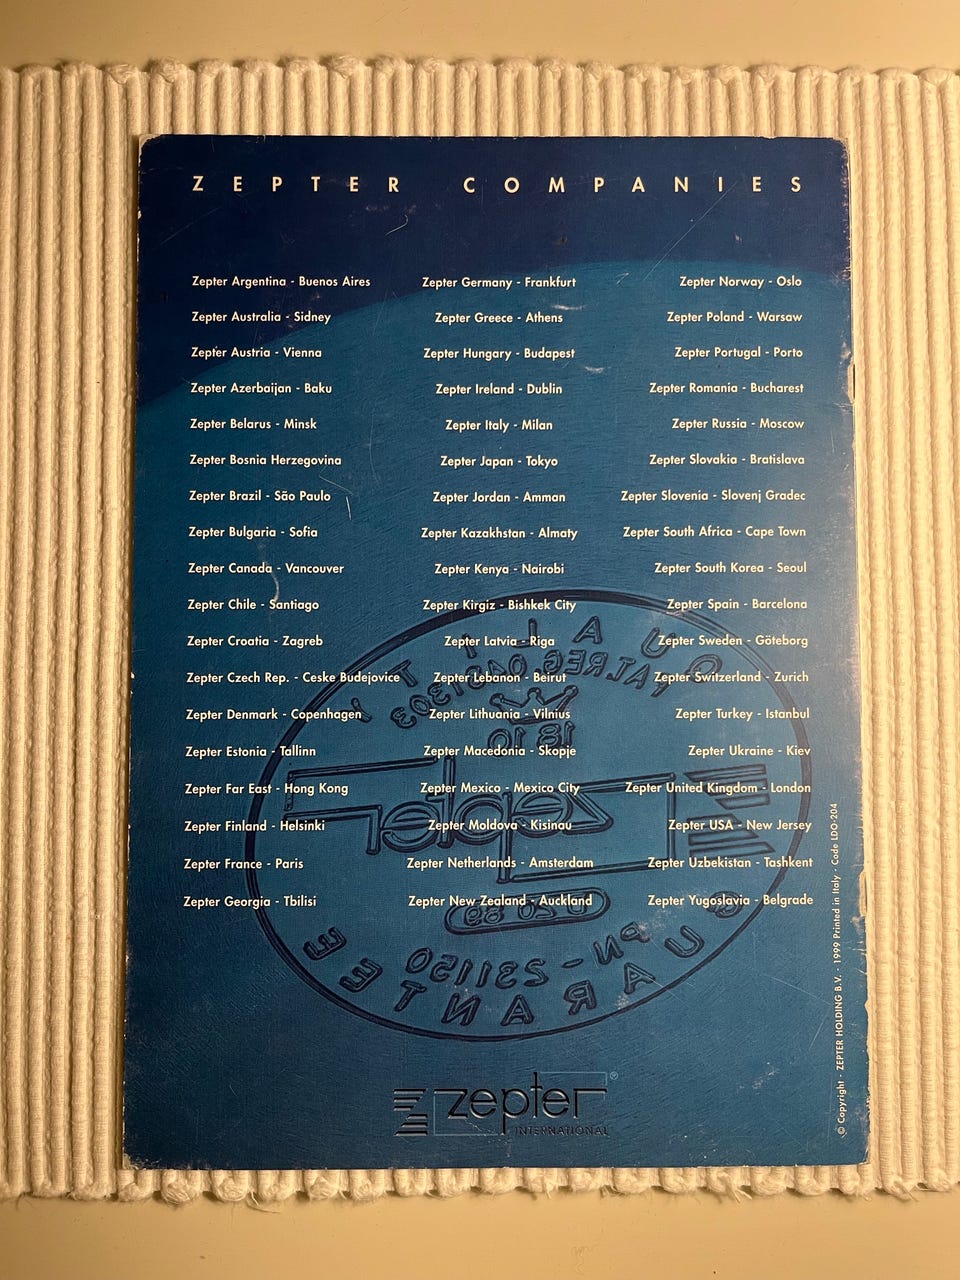 ZEPTER COMPANIES
Zepter Argentina - Buenos Aires
Zepter Australia - Sidney
Zepter Austria - Vienna
Zepter Azerbaijan - Baku
Zepter Belarus - Minsk
Zepter Bosnia Herzegovina
Zepter Brazil - São Paulo
Zepter Bulgaria - Sofia
Zepter Canada - Vancouver
Zepter Chile - Santiago
Zepter Croatia - Zagreb
Zepter Czech Rep. - Ceske Budejovice
Zepter Denmark - Copenhagen
Zepter Estonia - Tallinn
Zepter Far East - Hong Kong
Zepter Finland - Helsinki
Zepter France - Paris
Zepter Georgia - Tbilisi
Zepter Germany - Frankfurt
Zepter Greece - Athens
Zepter Hungary - Budapest
Zepter Ireland - Dublin
Zepter Italy - Milan
Zepter Japan - Tokyo
Zepter Jordan - Amman
Zepter Kazakhstan - Almaty
Zepter Kenya - Nairobi
Zepter Kirgiz - Bishkek City
Zepter Latvia - Riga
Zepter Lebanon - Beirut
Zepter Lithuania - Vilnius
Zepter Macedonia - Skopje
Zepter Mexico - Mexico City
Zepter Moldova - Kisinau
Zepter Netherlands - Amsterdam
Zepter New Zealand - Auckland
Zepter Norway - Oslo
Zepter Poland - Warsaw
Zepter Portugal - Porto
Zepter Romania - Bucharest
Zepter Russia - Moscow
Zepter Slovakia - Bratislava
Zepter Slovenia - Slovenj Gradec
Zepter South Africa - Cape Town
Zepter South Korea - Seoul
Zepter Spain - Barcelona
Zepter Sweden - Göteborg
Zepter Switzerland - Zurich
Zepter Turkey - Istanbul
Zepter Ukraine - Kiev
Zepter United Kingdom - London
Zepter USA - New Jersey
Zepter Uzbekistan - Tashkent
Zepter Yugoslavia - Belgrade
QUALITY
1810
zepter
PN - 231150
GUARANTEE
zepter®
INTERNATIONAL
© Copyright - ZEPTER HOLDING B.V. - 1999 Printed in Italy - Code LDO-204